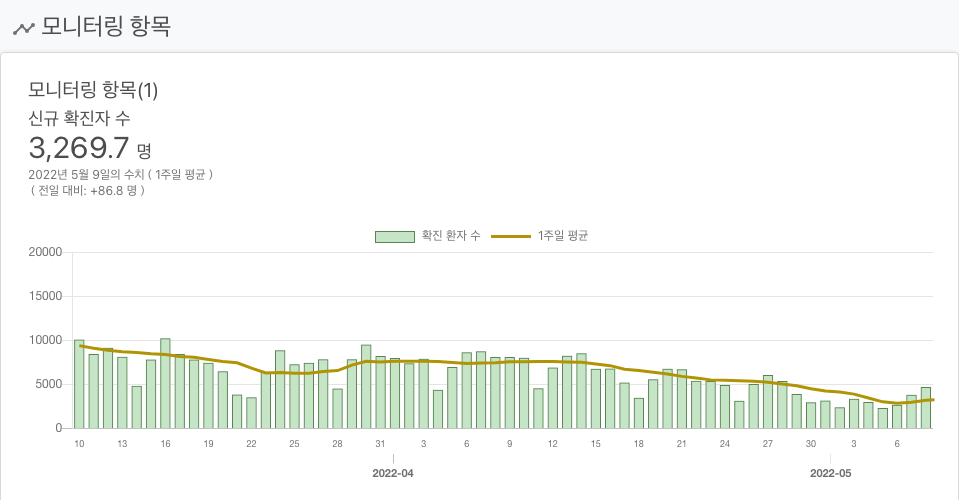 모니터링 항목
모니터링 항목(1)
신규 확진자 수
3,269.7 명
2022년 5월 9일의 수치 ( 1주일 평균 )
( 전일 대비: +86.8 명 )
확진 환자 수 1주일 평균
20000
15000
10000
5000
0
10 13 16 19 22 25 28 31 3 6 9 12 15 18 21 24 27 30 3 6
2022-04 2022-05